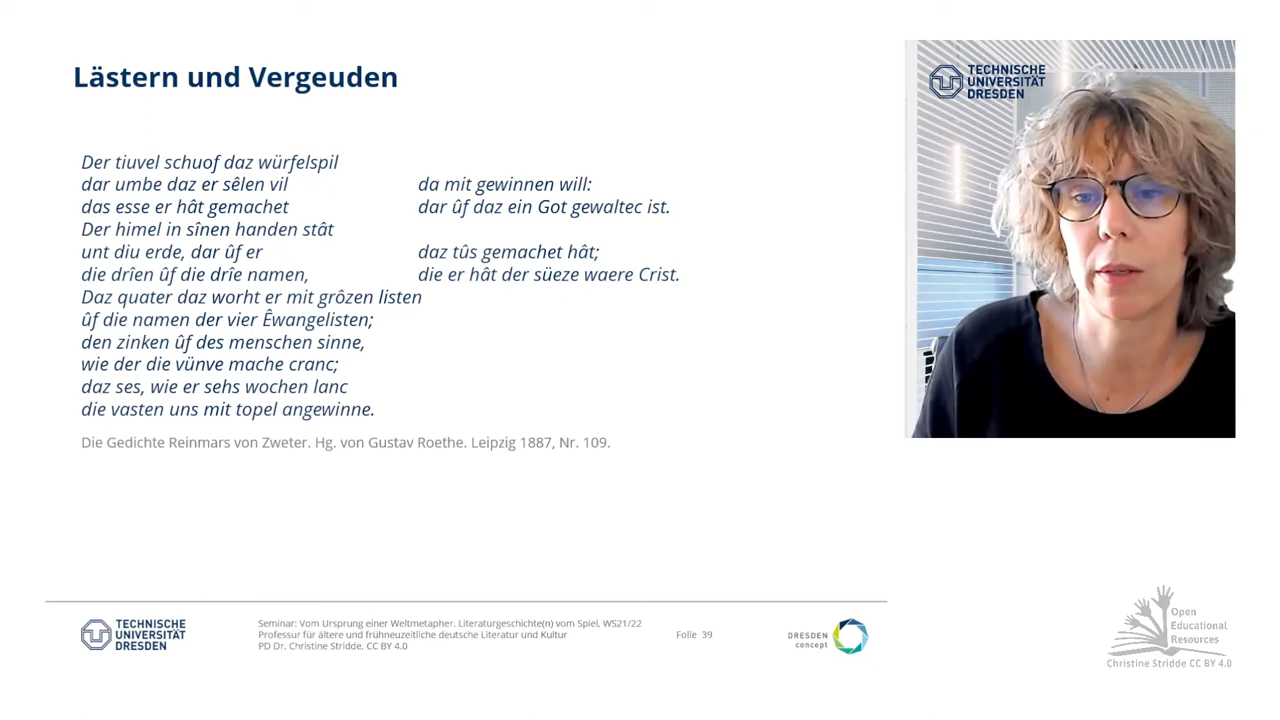 Lästern und Vergeuden
TECHNISCHE
UNIVERSITÄT
DRESDEN
Der tiuvel schuof daz würfelspil
dar umbe daz er sêlen vil da mit gewinnen will:
das esse er hât gemachet dar ûf daz ein Got gewaltec ist.
Der himel in sînen handen stât
unt diu erde, dar ûf er daz tûs gemachet hât;
die drîen ûf die drîe namen, die er hât der süeze waere Crist.
Daz quater daz worht er mit grôzen listen
ûf die namen der vier Êwangelisten;
den zinken ûf des menschen sinne,
wie der die vünve mache cranc;
daz ses, wie er sehs wochen lanc
die vasten uns mit topel angewinne.
Die Gedichte Reinmars von Zweter. Hg. von Gustav Roethe. Leipzig 1887, Nr. 109.
TECHNISCHE
UNIVERSITÄT
DRESDEN
Seminar: Vom Ursprung einer Weltmetapher. Literaturgeschichte(n) vom Spiel. WS21/22
Professur für ältere und frühneuzeitliche deutsche Literatur und Kultur
PD Dr. Christine Stridde, CC BY 4.0
Folie 39
DRESDEN
concept
Open
Educational
Resources
Christine Stridde CC BY 4.0